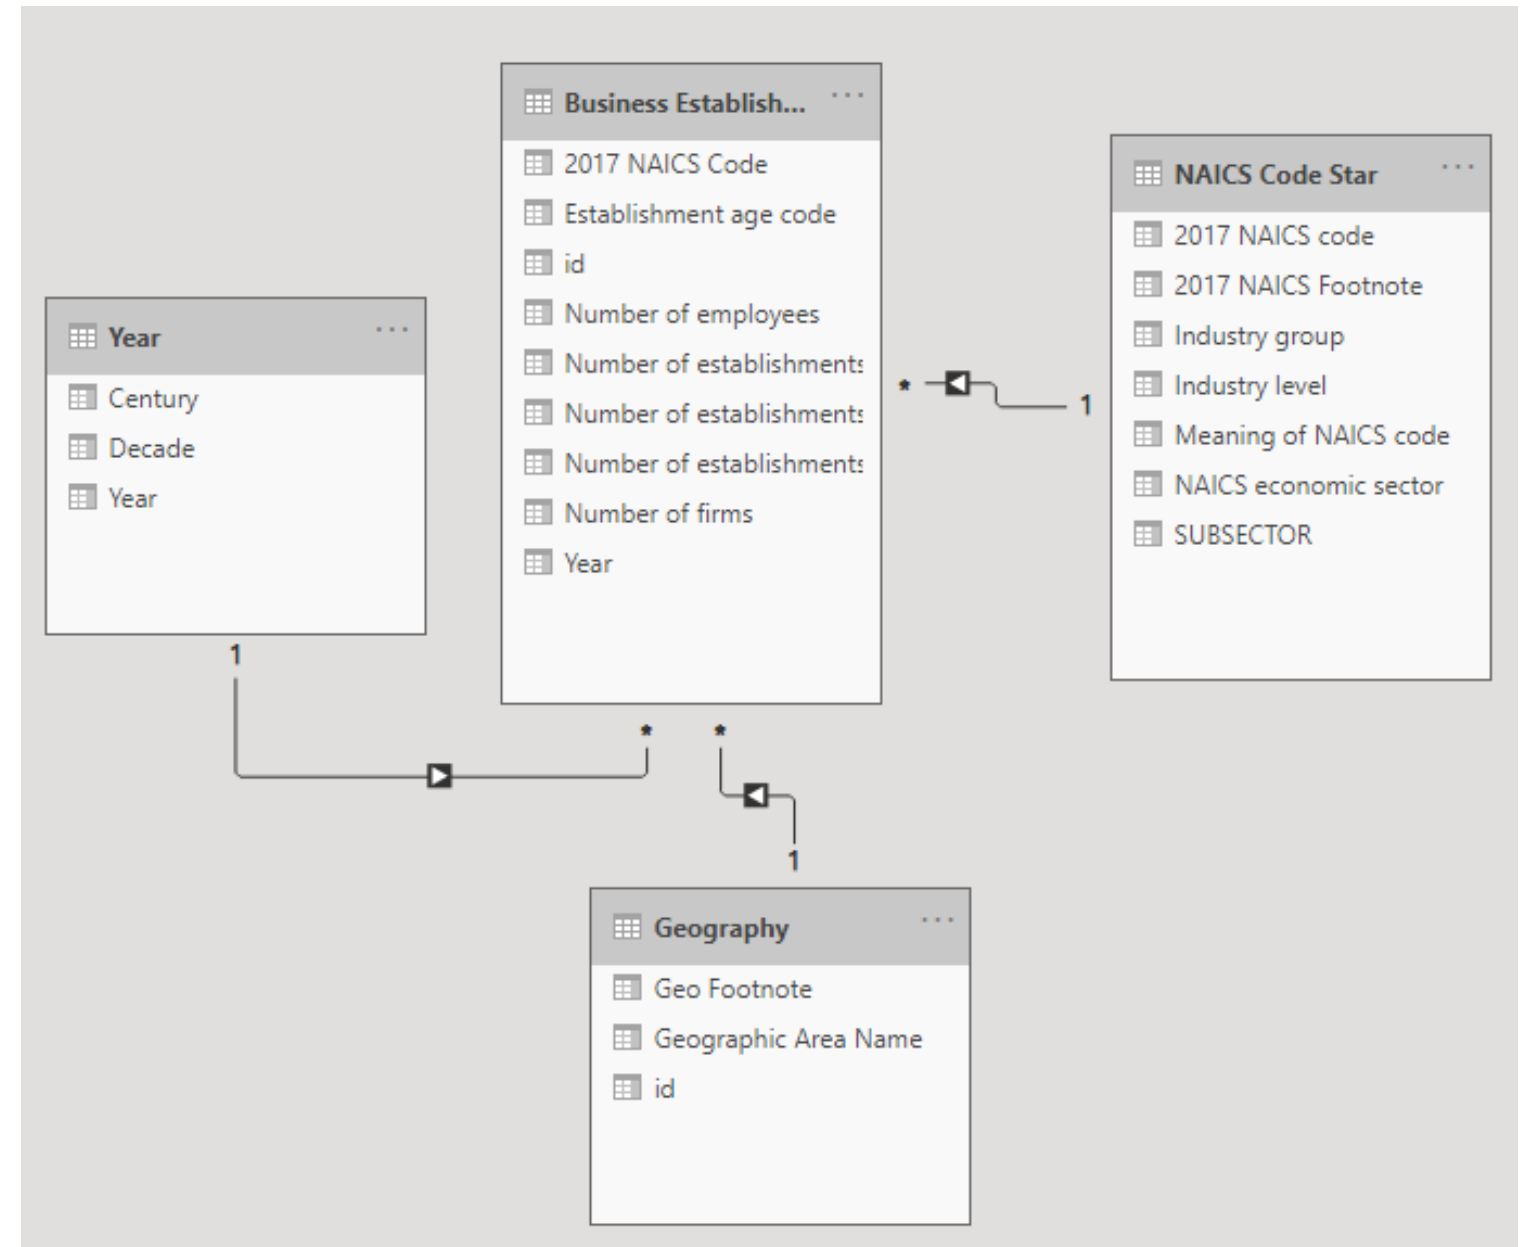 Business Establish... ...
2017 NAICS Code
Establishment age code
id
Number of employees
Number of establishments
Number of establishments
Number of establishments
Number of firms
Year
NAICS Code Star ...
2017 NAICS code
2017 NAICS Footnote
Industry group
Industry level
Meaning of NAICS code
NAICS economic sector
SUBSECTOR
* 1
Year ...
Century
Decade
Year
1
* *
1
Geography ...
Geo Footnote
Geographic Area Name
id